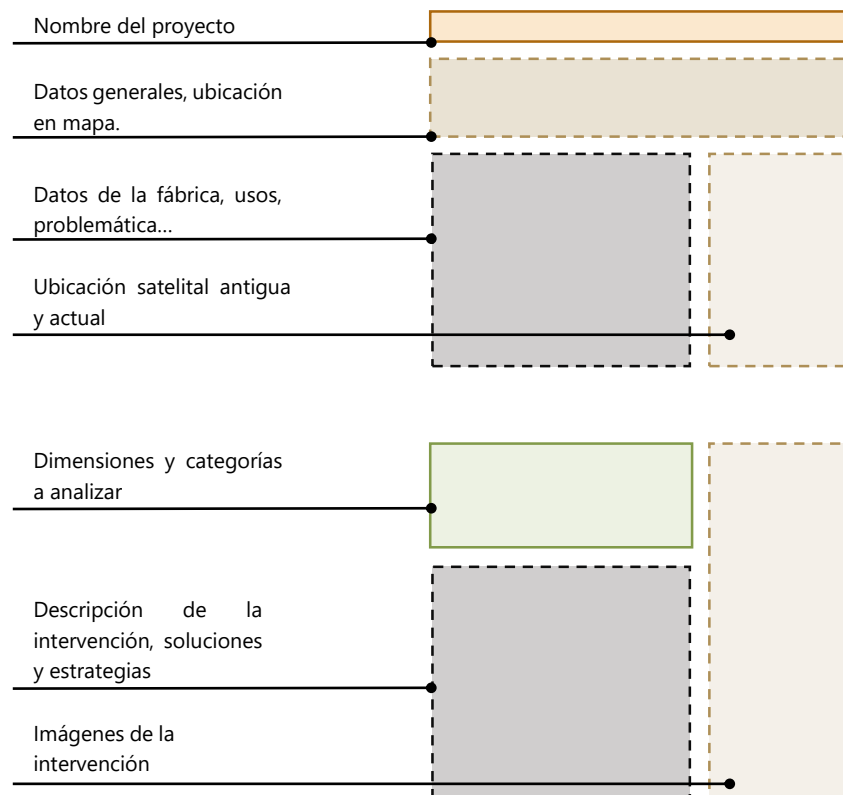 Nombre del proyecto
Datos generales, ubicación
en mapa.
Datos de la fábrica, usos,
problemática...
Ubicación satelital antigua
y actual
Dimensiones y categorías
a analizar
Descripción de la
intervención, soluciones
y estrategias
Imágenes de la
intervención